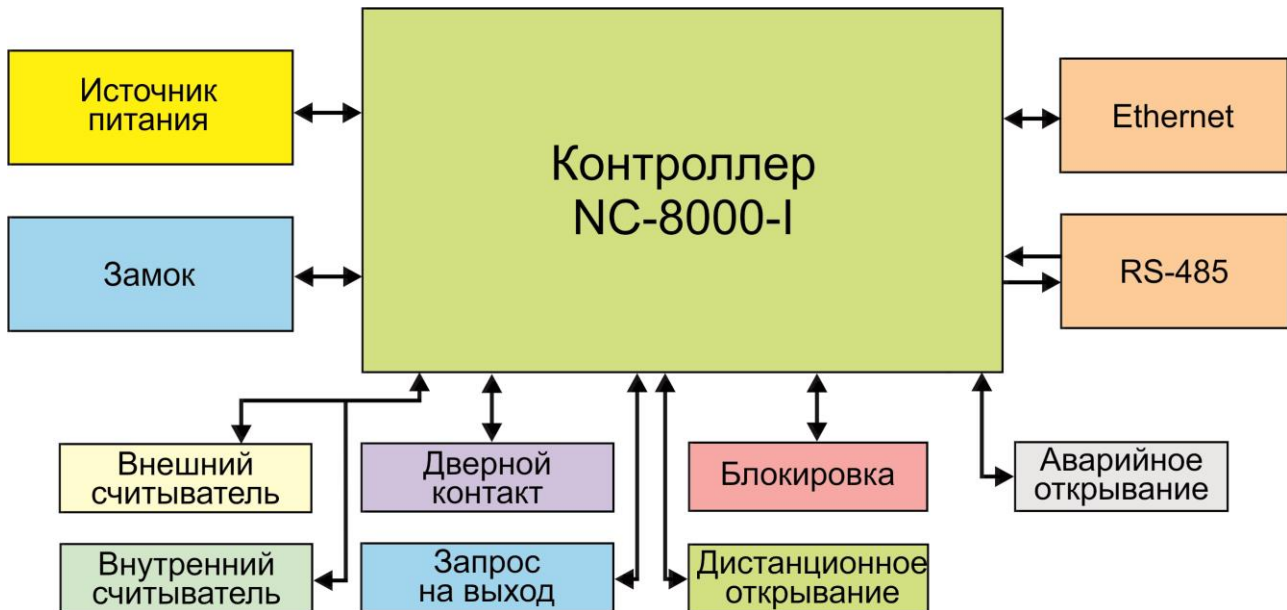 Источник
питания
Контроллер
NC-8000-I
Ethernet
Замок
RS-485
Внешний
считыватель
Дверной
контакт
Блокировка
Аварийное
открывание
Внутренний
считыватель
Запрос
на выход
Дистанционное
открывание